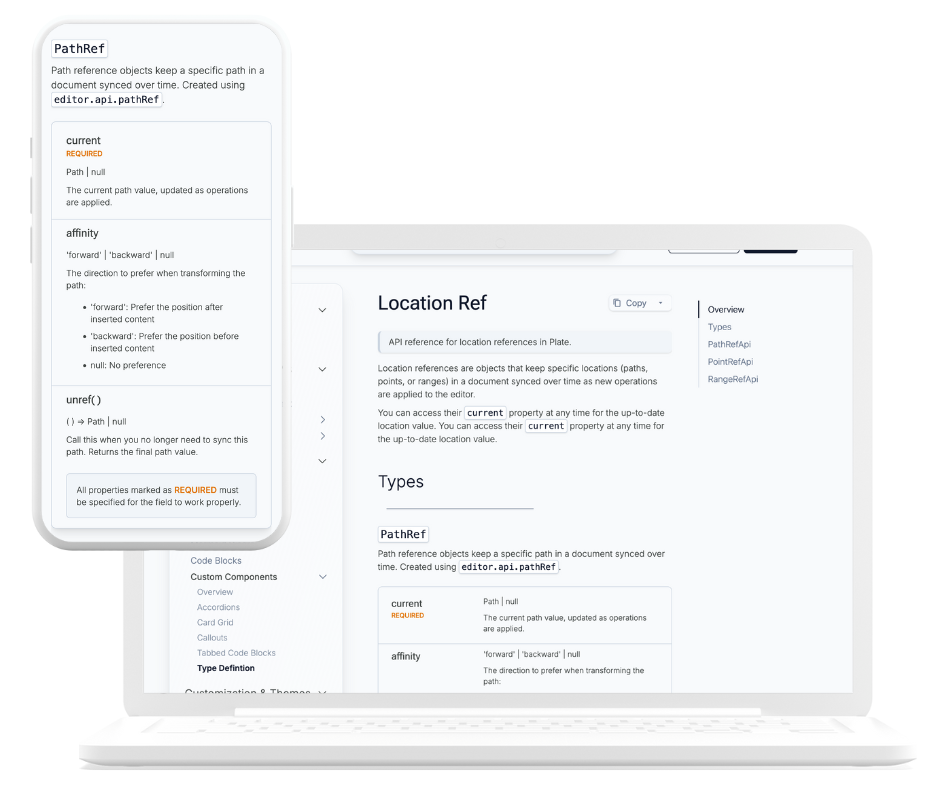 PathRef
Path reference objects keep a specific path in a
document synced over time. Created using
editor.api.pathRef.
current
REQUIRED
Path | null
The current path value, updated as operations
are applied.
affinity
'forward' | 'backward' | null
The direction to prefer when transforming the
path:
• 'forward': Prefer the position after
inserted content
• 'backward': Prefer the position before
inserted content
• null: No preference
unref()
() => Path | null
Call this when you no longer need to sync this
path. Returns the final path value.
All properties marked as REQUIRED must
be specified for the field to work properly.
Code Blocks
Custom Components
Overview
Accordions
Card Grid
Callouts
Tabbed Code Blocks
Type Defintion
Customization & Themes
Location Ref
Copy
API reference for location references in Plate.
Location references are objects that keep specific locations (paths,
points, or ranges) in a document synced over time as new operations
are applied to the editor.
You can access their current property at any time for the up-to-date
location value. You can access their current property at any time for
the up-to-date location value.
Types
PathRef
Path reference objects keep a specific path in a document synced over
time. Created using editor.api.pathRef.
current
REQUIRED
Path | null
The current path value, updated as operations
are applied.
affinity
'forward' | 'backward' | null
The direction to prefer when transforming the
path:
Overview
Types
PathRefApi
PointRefApi
RangeRefApi